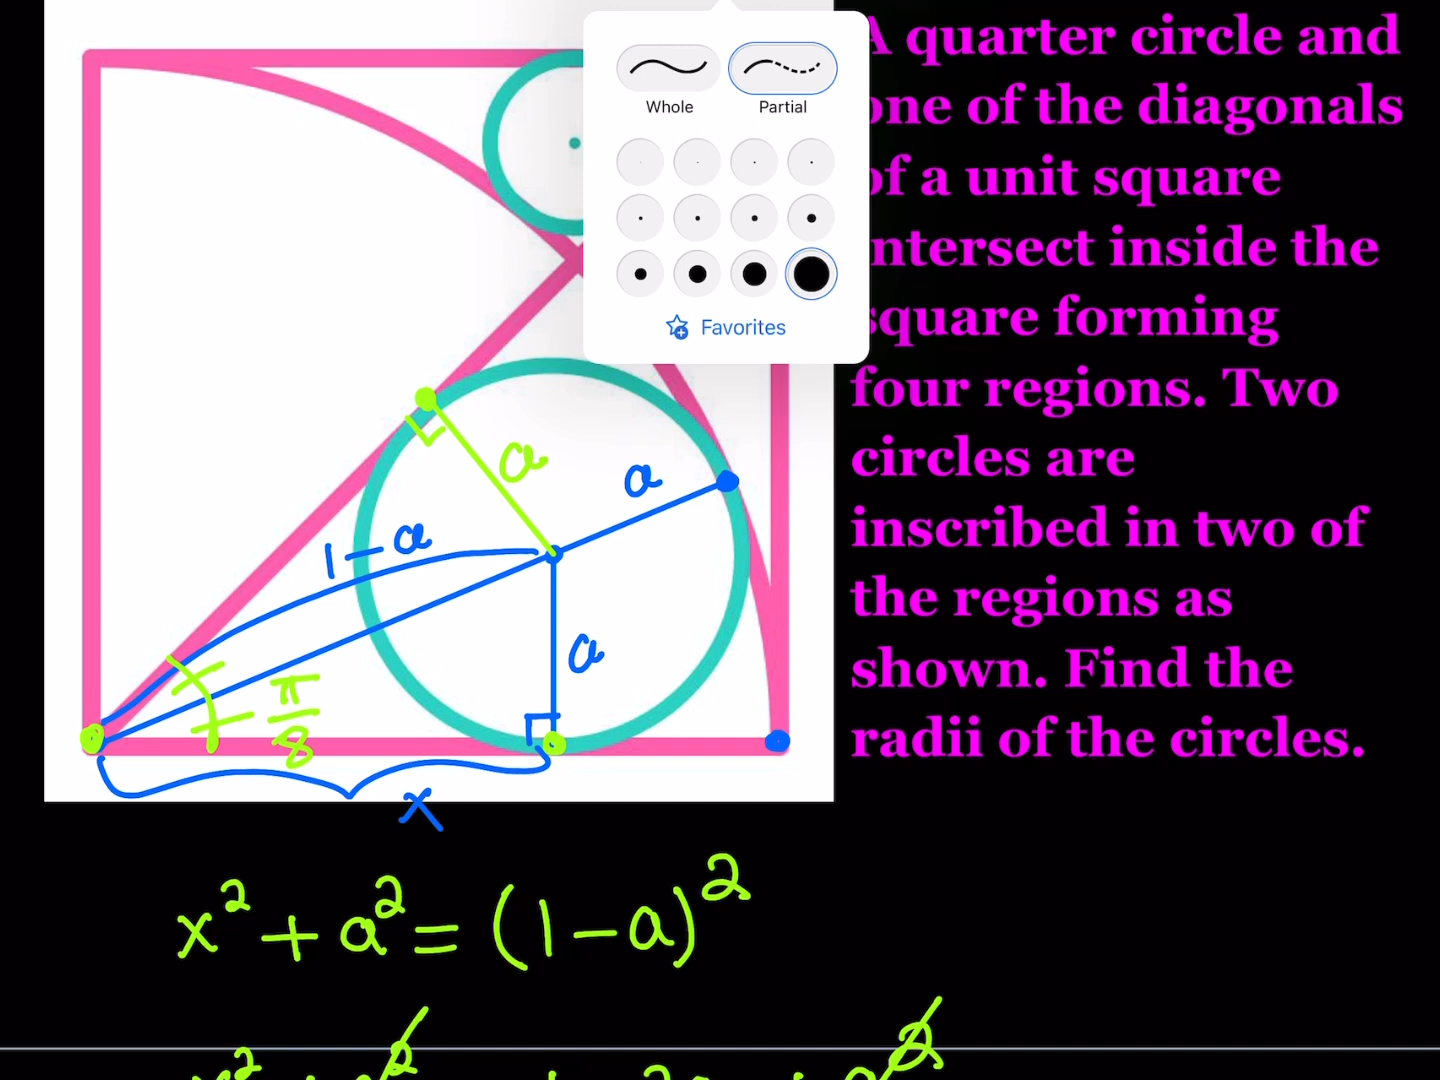 A quarter circle and
one of the diagonals
of a unit square
intersect inside the
square forming
four regions. Two
circles are
inscribed in two of
the regions as
shown. Find the
radii of the circles.
Whole
Partial
Favorites
a
a
1-a
a
π/8
x
x² + a² = (1-a)²